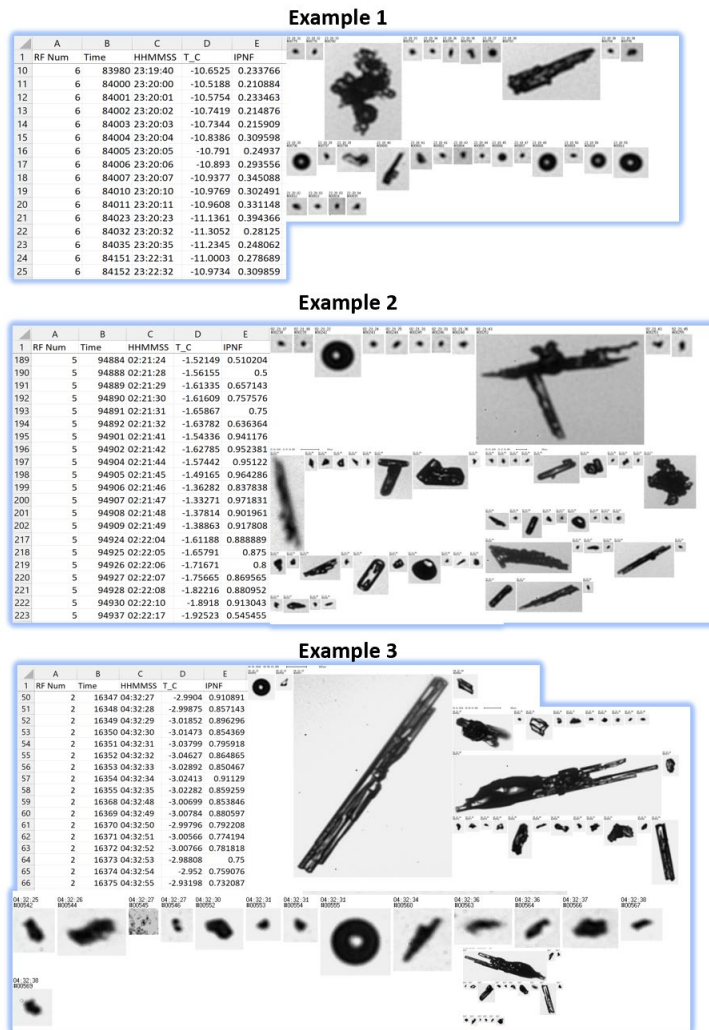 Example 1
A B C D E
1 RF Num Time HHMMSS T_C IPNF
10 6 83980 23:19:40 -10.6525 0.233766
11 6 84000 23:20:00 -10.5188 0.210884
12 6 84001 23:20:01 -10.5754 0.233463
13 6 84002 23:20:02 -10.7419 0.214876
14 6 84003 23:20:03 -10.7344 0.215909
15 6 84004 23:20:04 -10.8386 0.309598
16 6 84005 23:20:05 -10.791 0.24937
17 6 84006 23:20:06 -10.893 0.293556
18 6 84007 23:20:07 -10.9377 0.345088
19 6 84010 23:20:10 -10.9769 0.302491
20 6 84011 23:20:11 -10.9608 0.331148
21 6 84023 23:20:23 -11.1361 0.394366
22 6 84032 23:20:32 -11.3052 0.28125
23 6 84035 23:20:35 -11.2345 0.248062
24 6 84151 23:22:31 -11.0003 0.278689
25 6 84152 23:22:32 -10.9734 0.309859
Example 2
A B C D E
1 RF Num Time HHMMSS T_C IPNF
189 5 94884 02:21:24 -1.52149 0.510204
190 5 94888 02:21:28 -1.56155 0.5
191 5 94889 02:21:29 -1.61335 0.657143
192 5 94890 02:21:30 -1.61609 0.757576
193 5 94891 02:21:31 -1.65867 0.75
194 5 94892 02:21:32 -1.63782 0.636364
195 5 94901 02:21:41 -1.54336 0.941176
196 5 94902 02:21:42 -1.62785 0.952381
197 5 94904 02:21:44 -1.57442 0.95122
198 5 94905 02:21:45 -1.49165 0.964286
199 5 94906 02:21:46 -1.36282 0.837838
200 5 94907 02:21:47 -1.33271 0.971831
201 5 94908 02:21:48 -1.37814 0.901961
202 5 94909 02:21:49 -1.38863 0.917808
217 5 94924 02:22:04 -1.61188 0.888889
218 5 94925 02:22:05 -1.65791 0.875
219 5 94926 02:22:06 -1.71671 0.8
220 5 94927 02:22:07 -1.75665 0.869565
221 5 94928 02:22:08 -1.82216 0.880952
222 5 94930 02:22:10 -1.8918 0.913043
223 5 94937 02:22:17 -1.92523 0.545455
Example 3
A B C D E
1 RF Num Time HHMMSS T_C IPNF
50 2 16347 04:32:27 -2.9904 0.910891
51 2 16348 04:32:28 -2.99875 0.857143
52 2 16349 04:32:29 -3.01852 0.896296
53 2 16350 04:32:30 -3.01473 0.854369
54 2 16351 04:32:31 -3.03799 0.795918
55 2 16352 04:32:32 -3.04627 0.864865
56 2 16353 04:32:33 -3.02892 0.850467
57 2 16354 04:32:34 -3.02413 0.91129
58 2 16355 04:32:35 -3.02282 0.859259
59 2 16368 04:32:48 -3.00699 0.853846
60 2 16369 04:32:49 -3.00784 0.880597
61 2 16370 04:32:50 -2.99796 0.792208
62 2 16371 04:32:51 -3.00566 0.774194
63 2 16372 04:32:52 -3.00766 0.781818
64 2 16373 04:32:53 -2.98808 0.75
65 2 16374 04:32:54 -2.952 0.759076
66 2 16375 04:32:55 -2.93198 0.732087
04:32:25 04:32:26 04:32:27 04:32:27 04:32:30 04:32:31 04:32:31 04:32:31 04:32:34 04:32:36 04:32:36 04:32:37 04:32:38
#00542 #00544 #00545 #00546 #00552 #00553 #00554 #00555 #00560 #00563 #00564 #00566 #00567
04:32:38
#00569